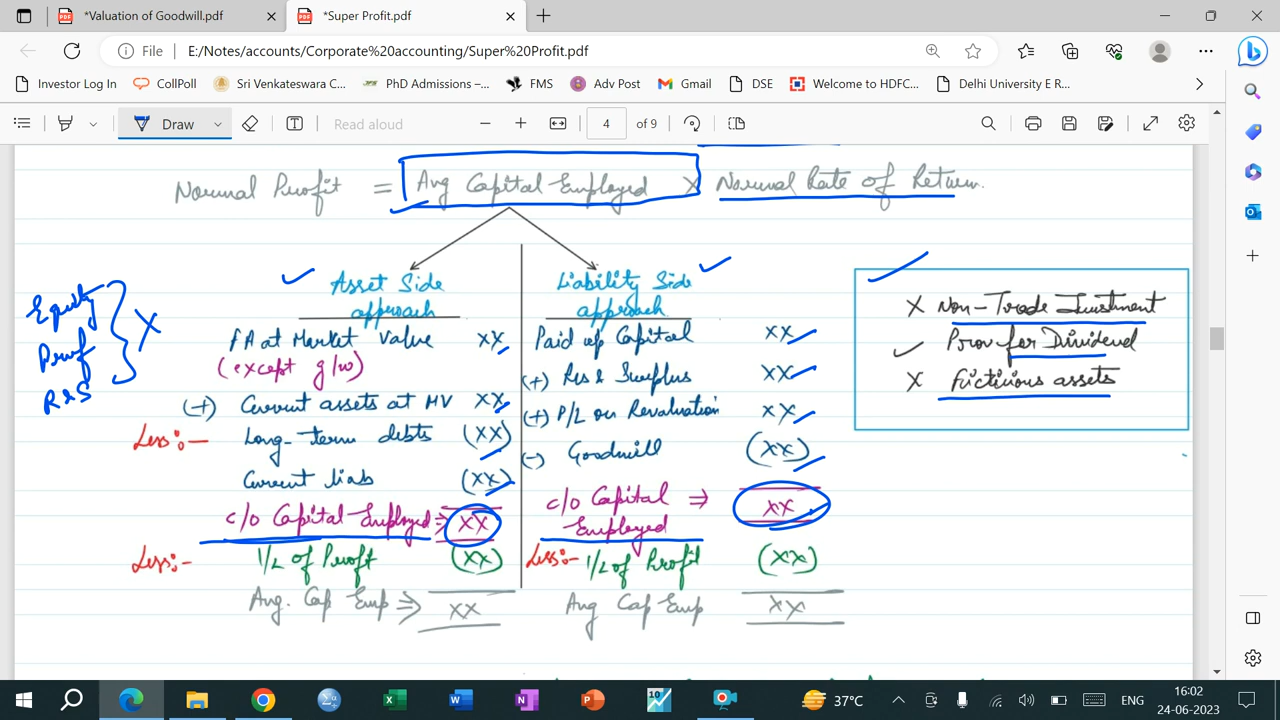 *Valuation of Goodwill.pdf
*Super Profit.pdf
File E:/Notes/accounts/Corporate%20accounting/Super%20Profit.pdf
Investor Log In CollPoll Sri Venkateswara C... PhD Admissions –... FMS Adv Post Gmail DSE Welcome to HDFC... Delhi University E R...
Draw Read aloud 4 of 9
Normal Profit = Avg Capital Employed X Normal Rate of Return.
Asset Side
approach
FA at Market Value XX
(except g/w)
(+) Current assets at MV XX
Less:- Long-term debts (XX)
Current liab (XX)
c/o Capital Employed ⇒ XX
Less:- 1/2 of Profit (XX)
Avg. Cap Emp ⇒ XX
Liability Side
approach
Paid up Capital XX
(+) Res & Surplus XX
(+) P/L on Revaluation XX
(-) Goodwill (XX)
c/o Capital ⇒ XX
Employed
Less:- 1/2 of Profit (XX)
Avg Cap Emp XX
Equity
Pref
R&S
X
X Non-Trade Investment
✓ Prov for Dividend
X Fictitious assets
37°C
ENG
16:02
24-06-2023